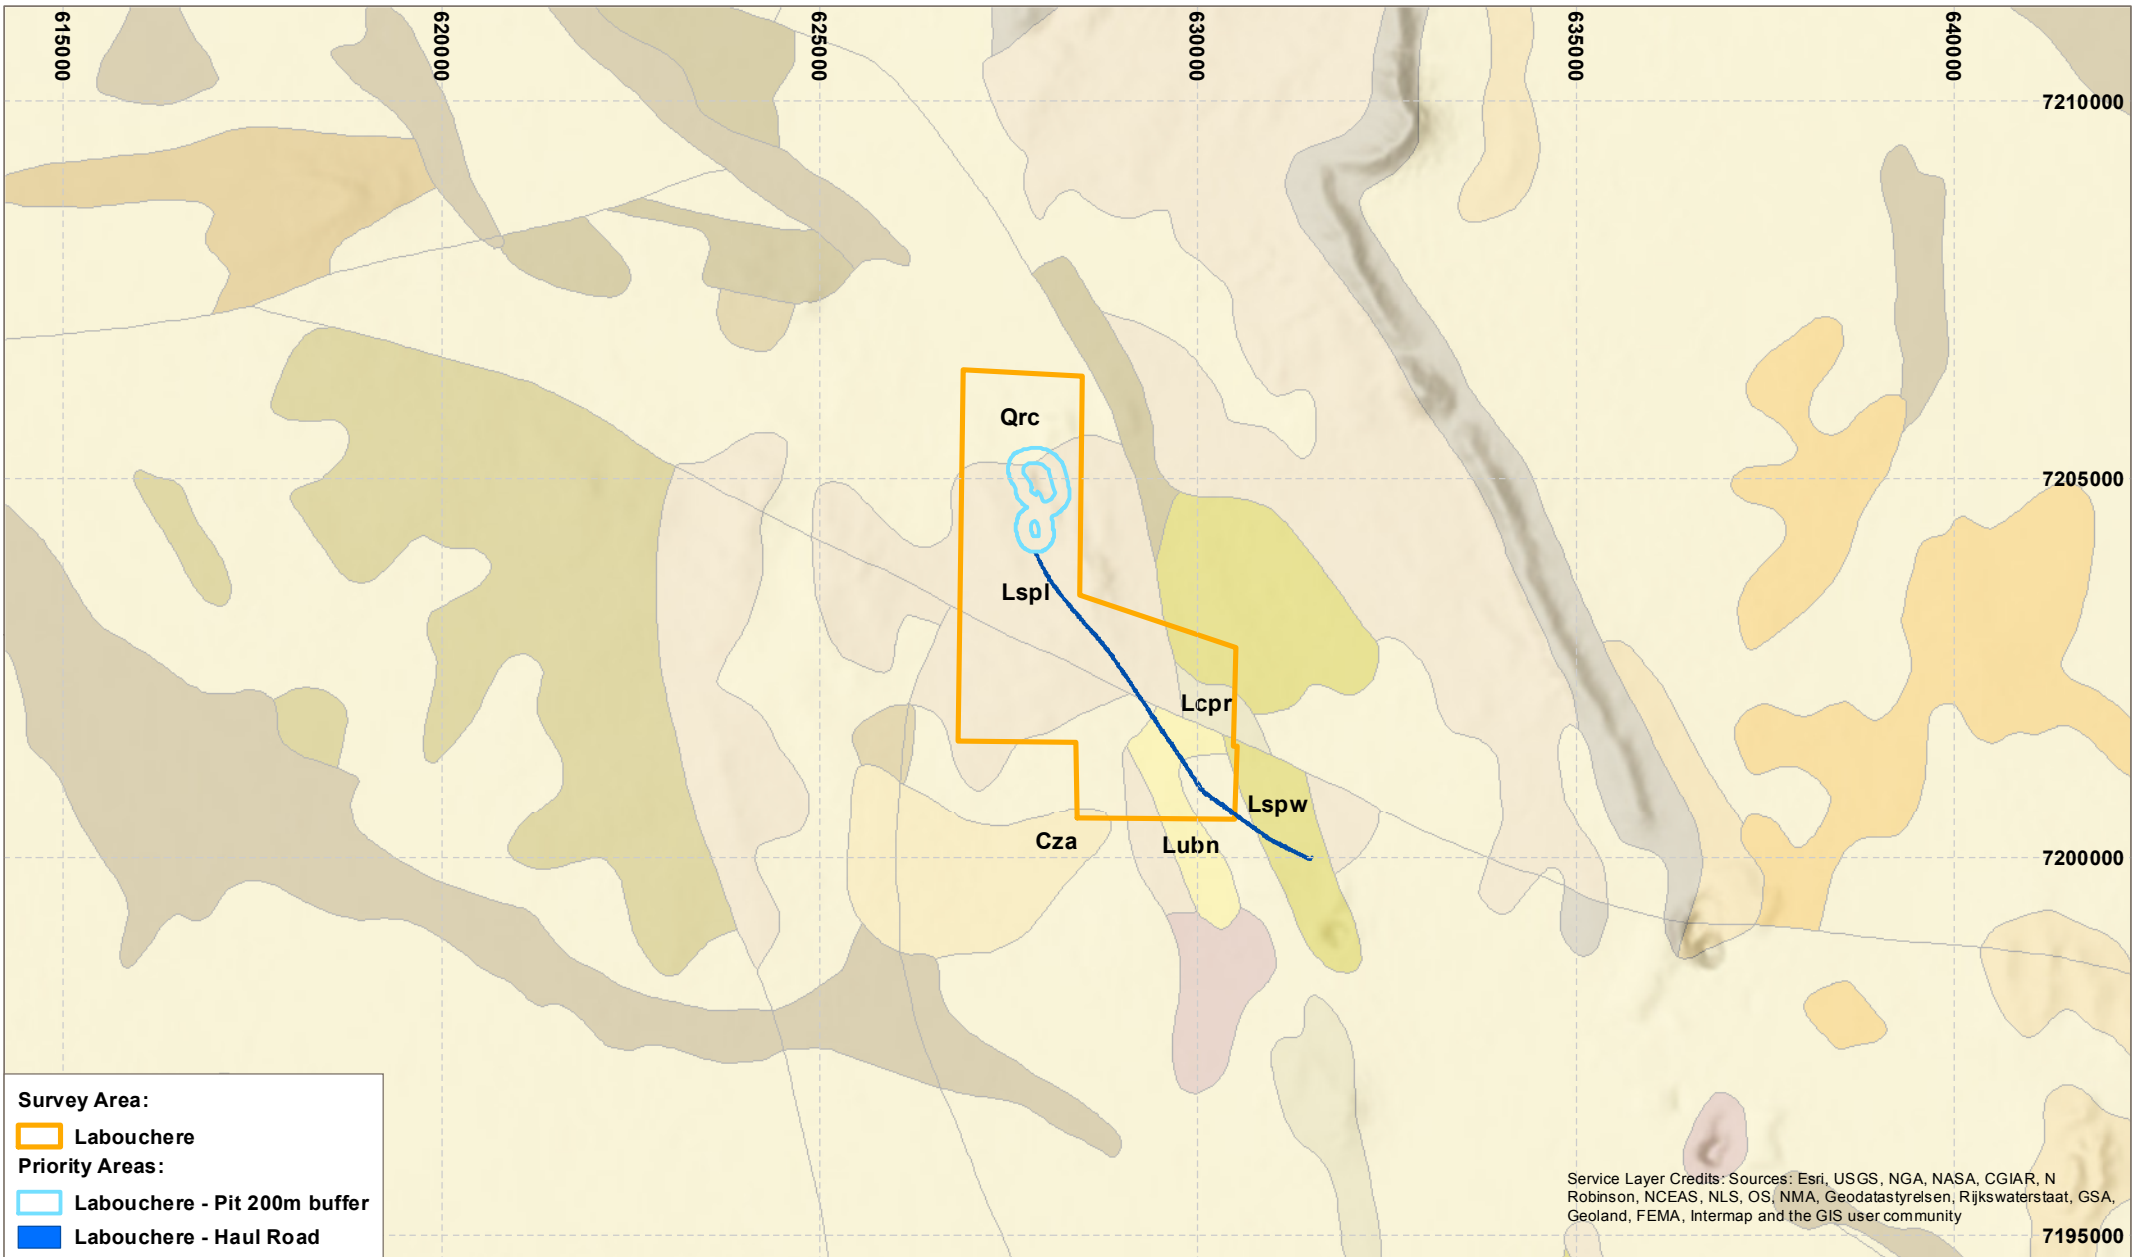 615000
620000
625000
630000
635000
640000
7210000
Qrc
7205000
Lspl
Lcpr
Lspw
Cza
Lubn
7200000
Survey Area:
Labouchere
Priority Areas:
Labouchere - Pit 200m buffer
Labouchere - Haul Road
Service Layer Credits: Sources: Esri, USGS, NGA, NASA, CGIAR, N
Robinson, NCEAS, NLS, OS, NMA, Geodatastyrelsen, Rijkswaterstaat, GSA,
Geoland, FEMA, Intermap and the GIS user community
7195000